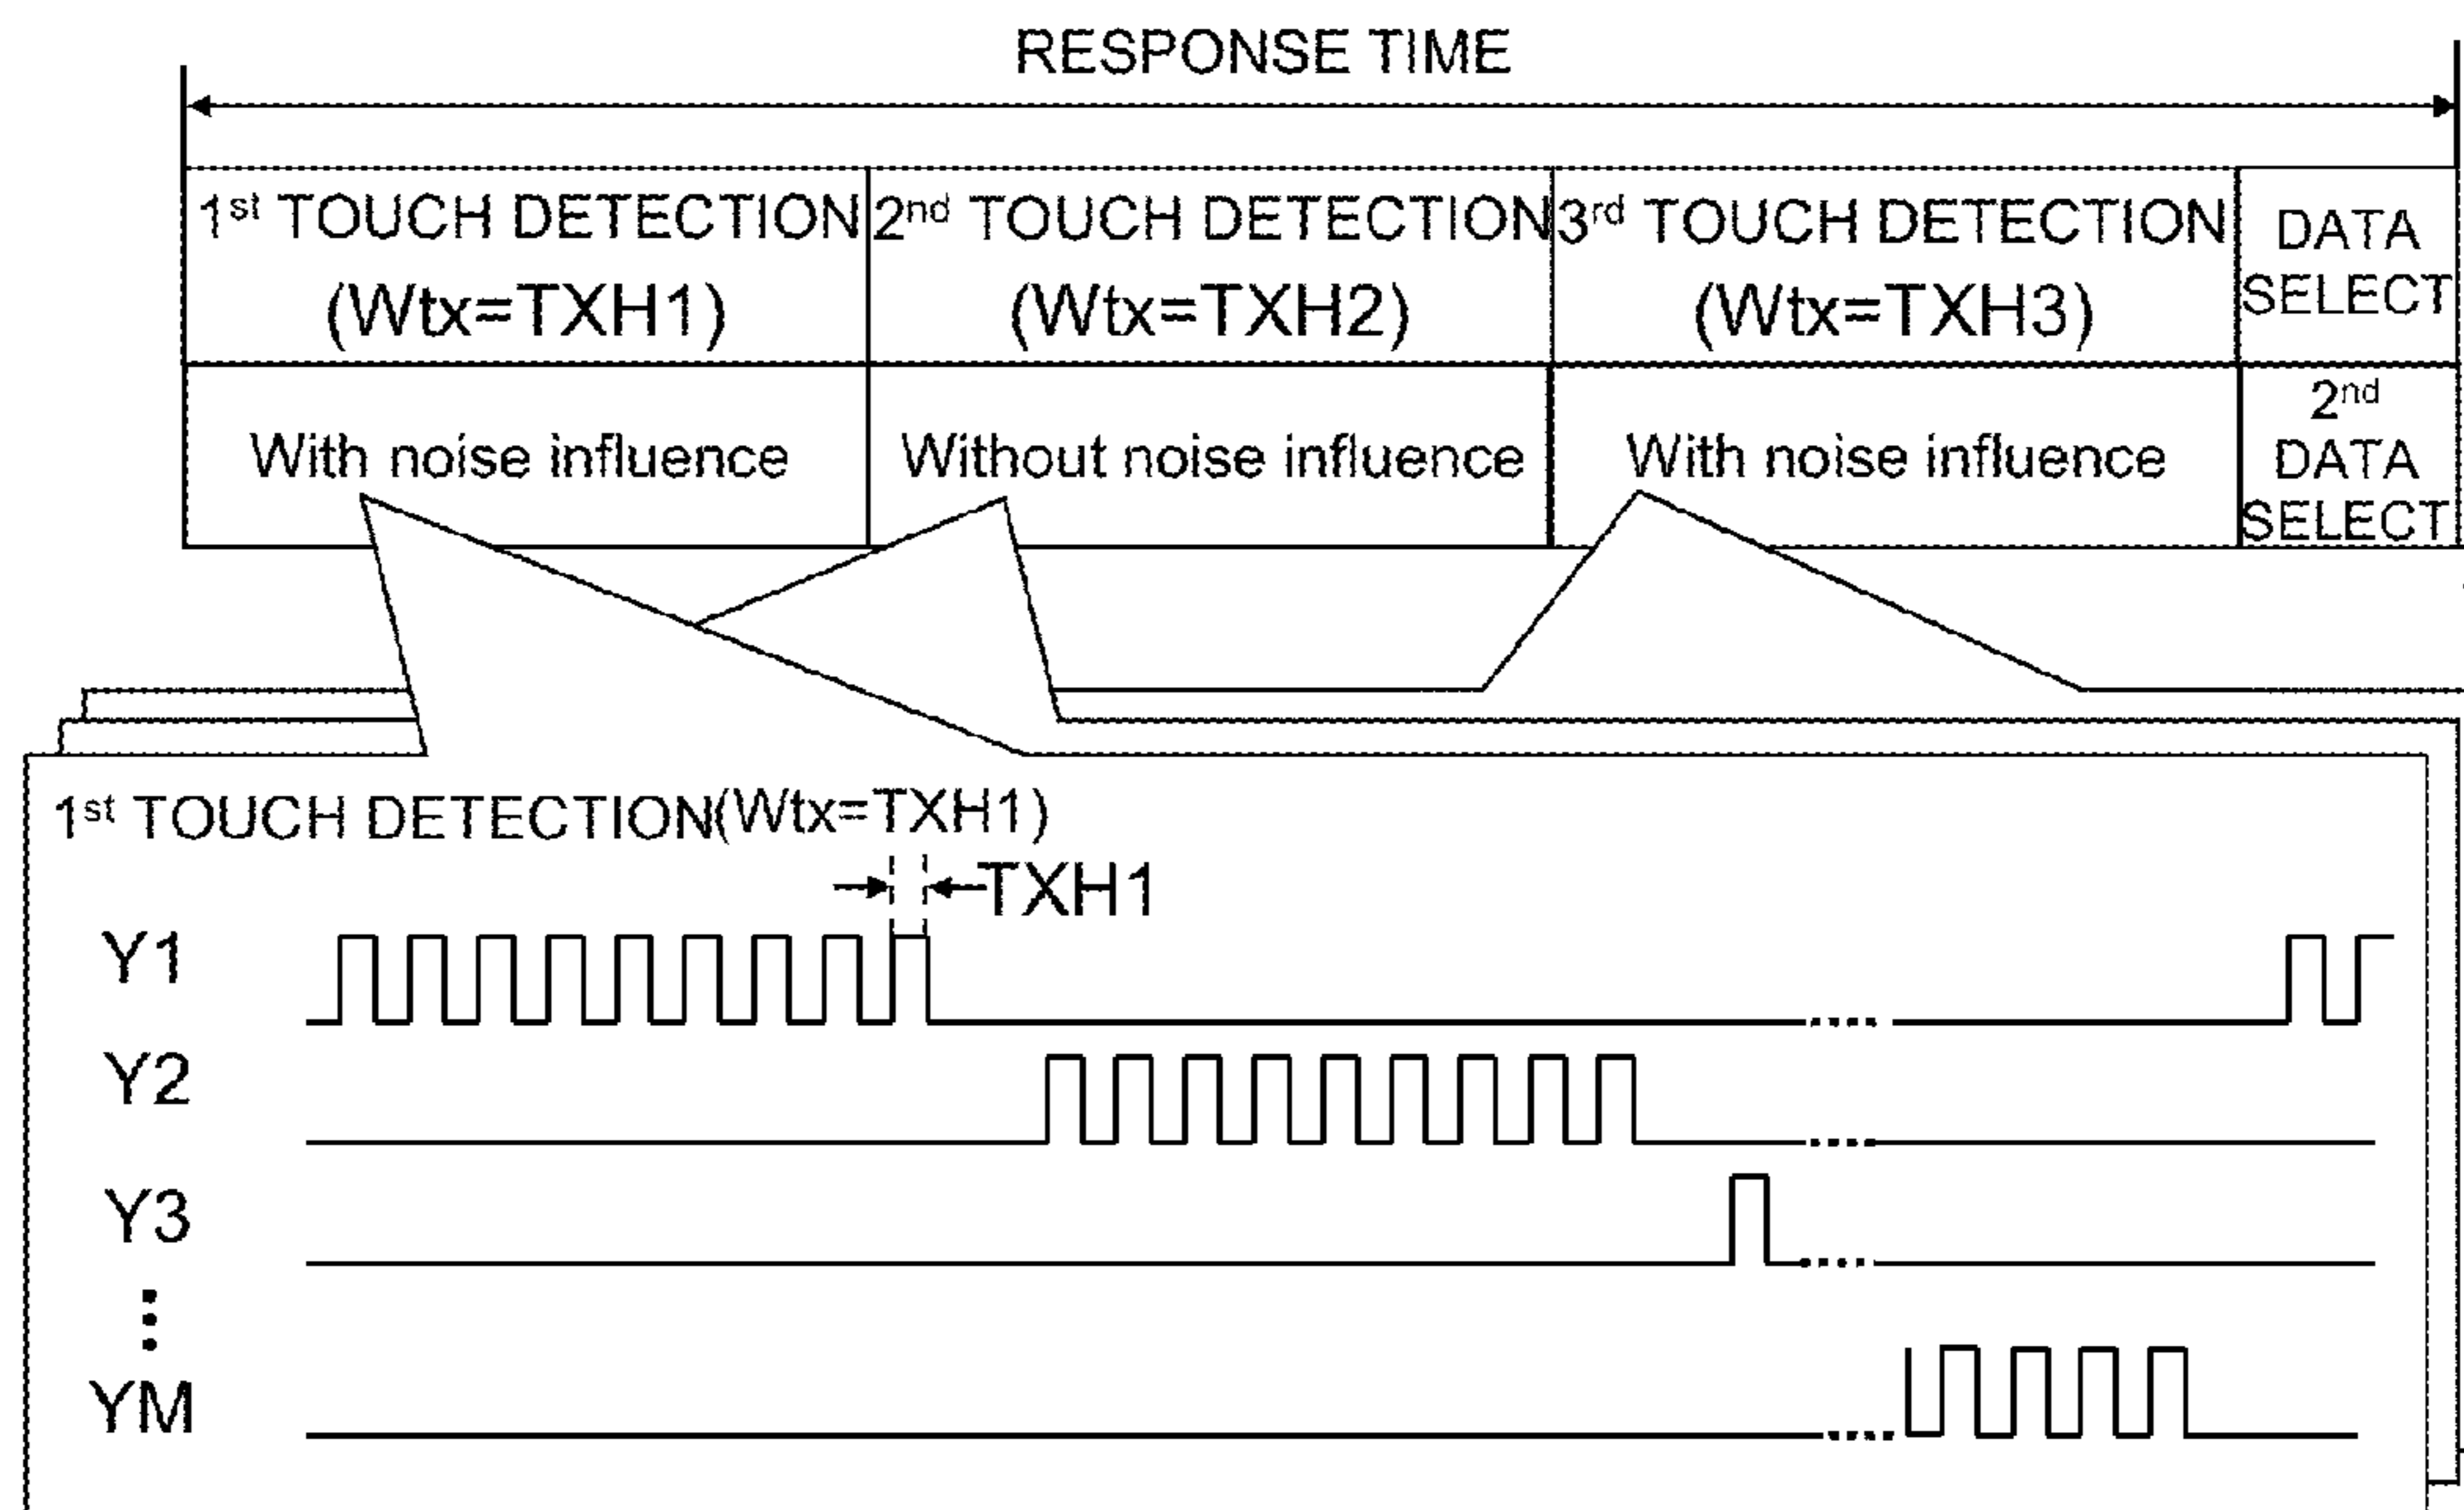 RESPONSE TIME
1st TOUCH DETECTION
(Wtx=TXH1)
2nd TOUCH DETECTION
(Wtx=TXH2)
3rd TOUCH DETECTION
(Wtx=TXH3)
DATA
SELECT
With noise influence
Without noise influence
With noise influence
2nd
DATA
SELECT
1st TOUCH DETECTION(Wtx=TXH1)
TXH1
Y1
Y2
Y3
YM